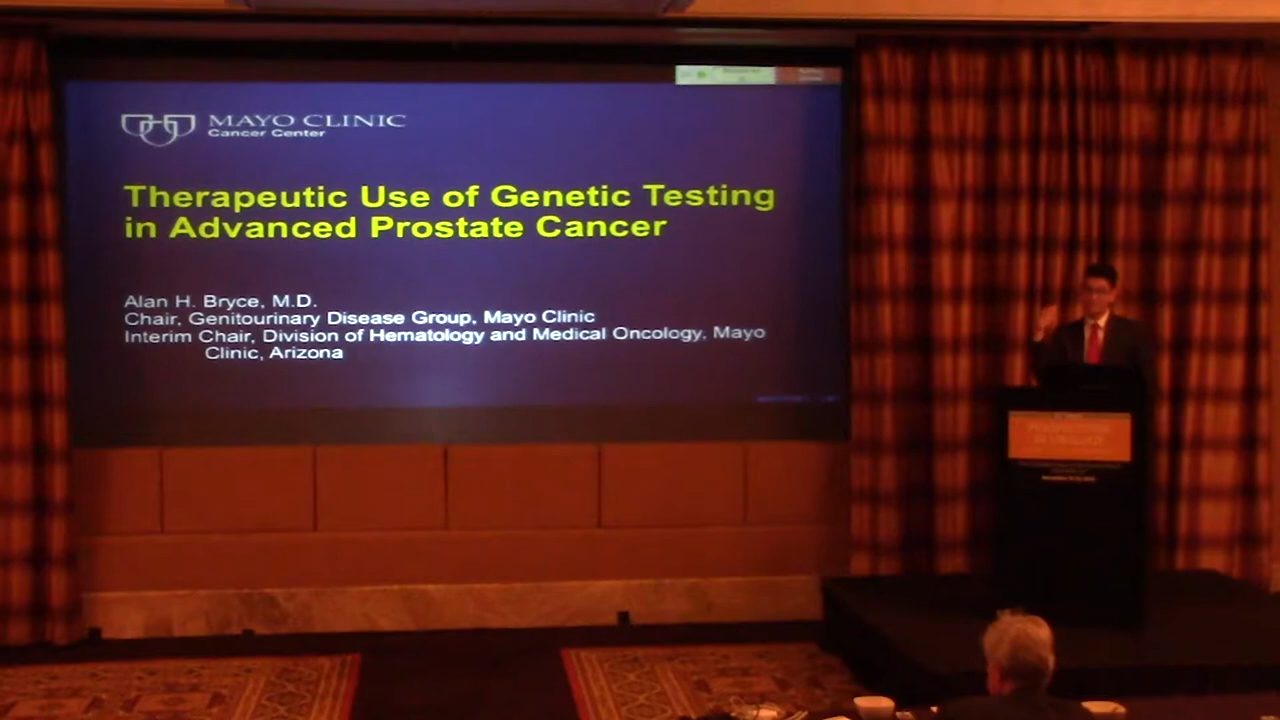 MAYO CLINIC
Cancer Center
Therapeutic Use of Genetic Testing
in Advanced Prostate Cancer
Alan H. Bryce, M.D.
Chair, Genitourinary Disease Group, Mayo Clinic
Interim Chair, Division of Hematology and Medical Oncology, Mayo
Clinic, Arizona